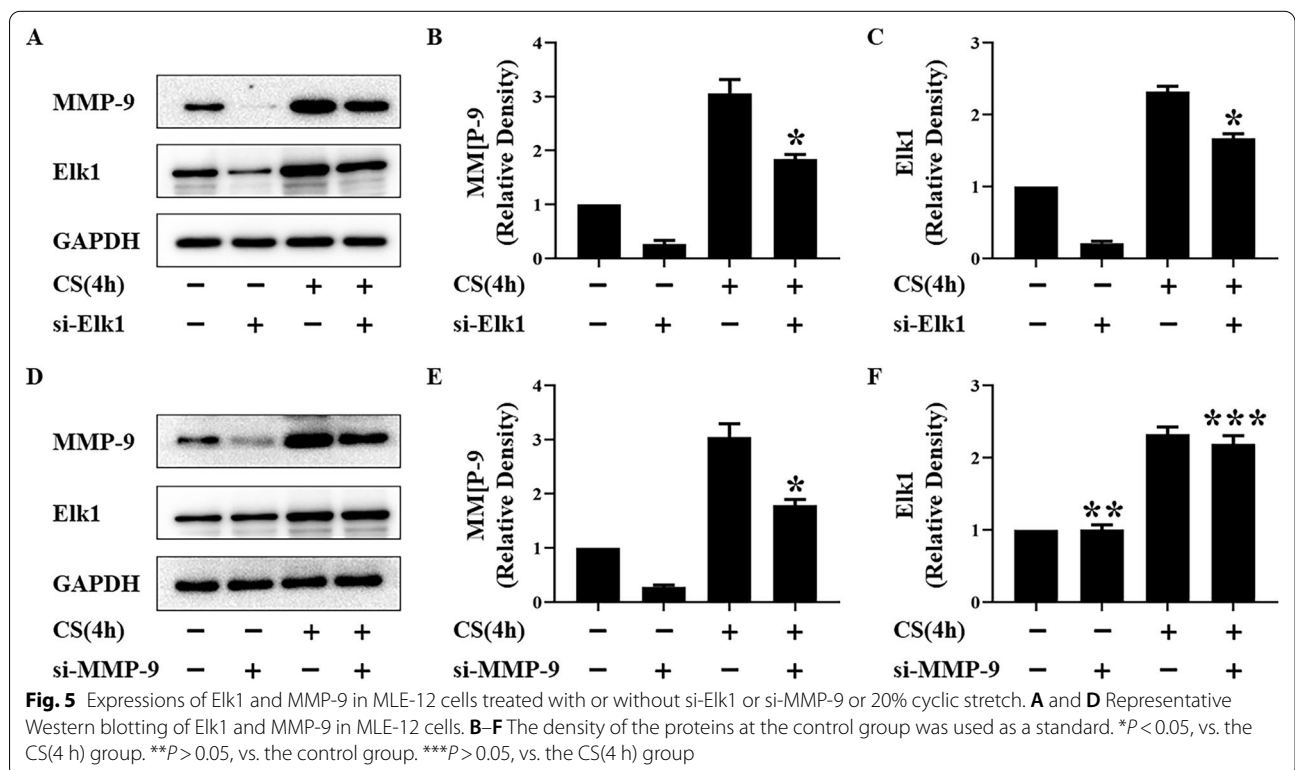 A
MMP-9
Elk1
GAPDH
CS(4h) − − + +
si-Elk1 − + − +
B
MM[P-9
(Relative Density)
4
3
2
1
0
*
CS(4h) − − + +
si-Elk1 − + − +
C
Elk1
(Relative Density)
3
2
1
0
*
CS(4h) − − + +
si-Elk1 − + − +
D
MMP-9
Elk1
GAPDH
CS(4h) − − + +
si-MMP-9 − + − +
E
MM[P-9
(Relative Density)
4
3
2
1
0
*
CS(4h) − − + +
si-MMP-9 − + − +
F
Elk1
(Relative Density)
3
2
1
0
**
***
CS(4h) − − + +
si-MMP-9 − + − +
Fig. 5 Expressions of Elk1 and MMP-9 in MLE-12 cells treated with or without si-Elk1 or si-MMP-9 or 20% cyclic stretch. A and D Representative
Western blotting of Elk1 and MMP-9 in MLE-12 cells. B–F The density of the proteins at the control group was used as a standard. *P < 0.05, vs. the
CS(4 h) group. **P > 0.05, vs. the control group. ***P > 0.05, vs. the CS(4 h) group